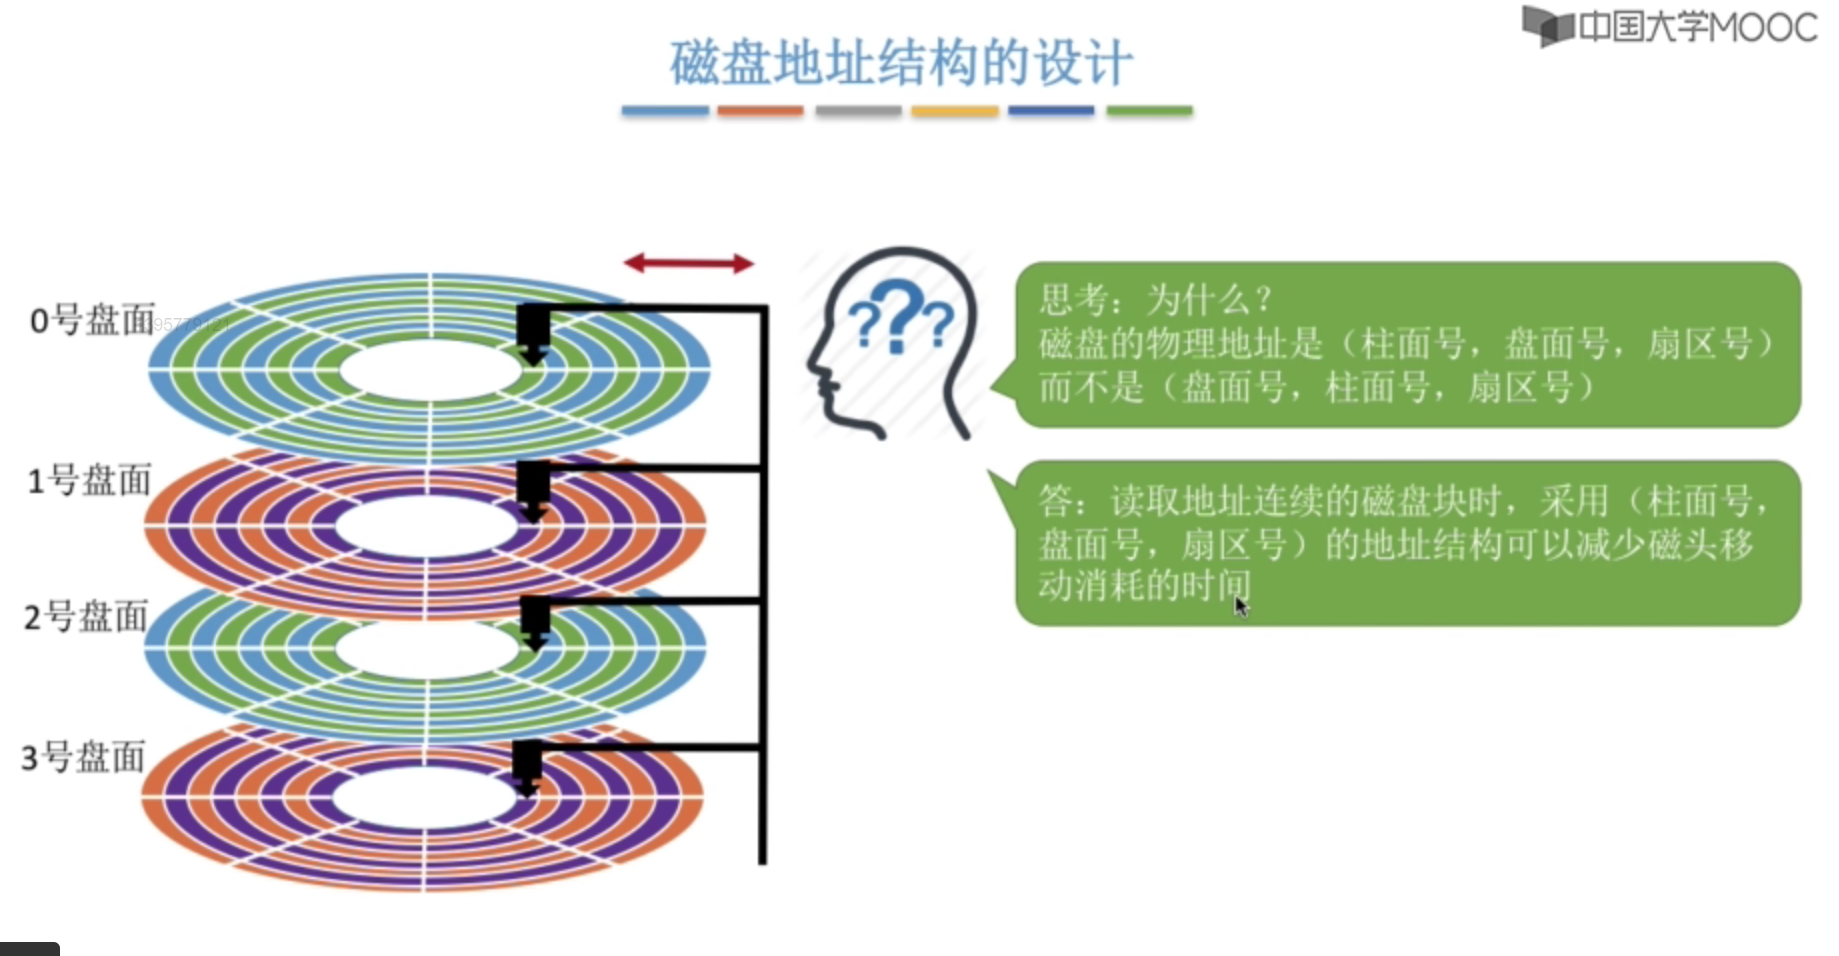 中国大学MOOC
磁盘地址结构的设计
0号盘面
1号盘面
2号盘面
3号盘面
???
思考：为什么？
磁盘的物理地址是（柱面号，盘面号，扇区号）
而不是（盘面号，柱面号，扇区号）
答：读取地址连续的磁盘块时，采用（柱面号，
盘面号，扇区号）的地址结构可以减少磁头移
动消耗的时间